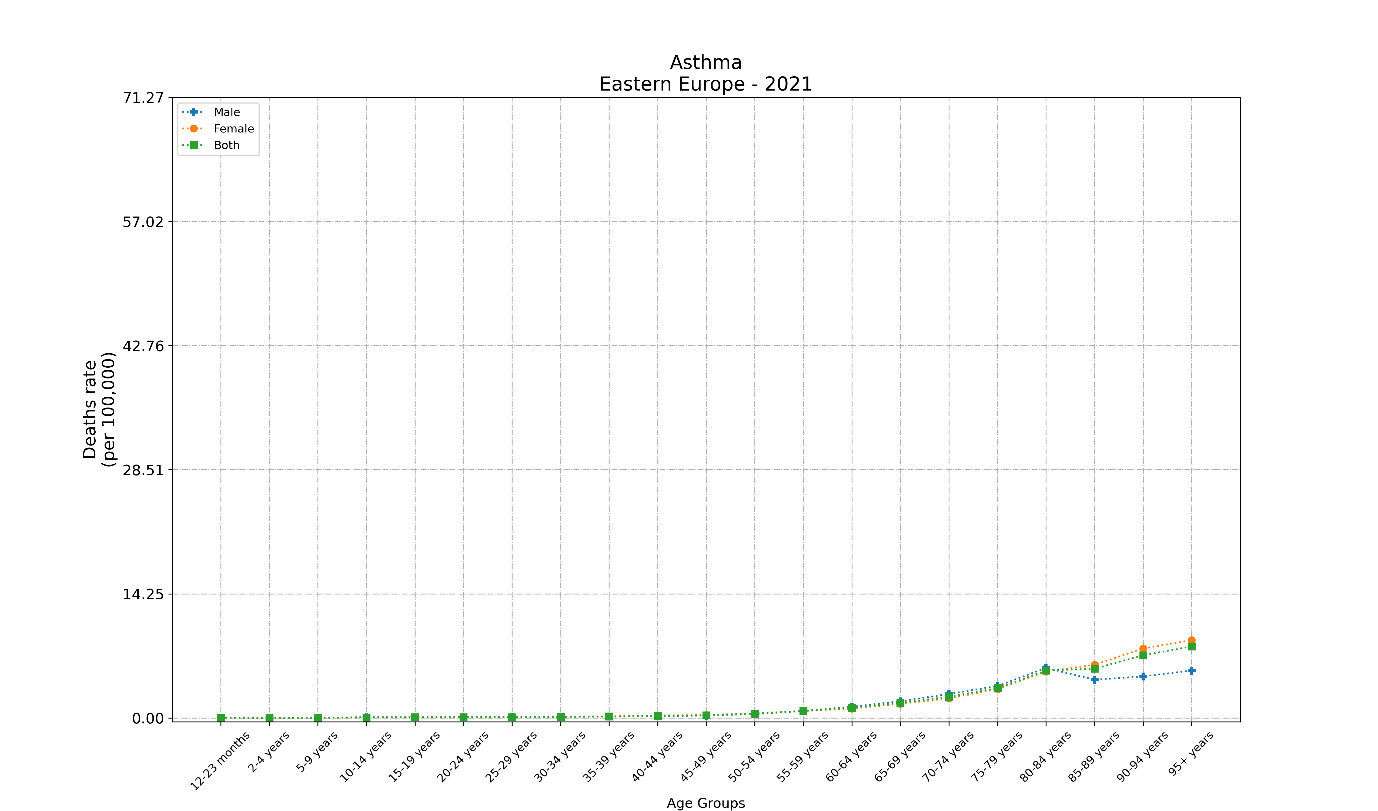 Asthma
Eastern Europe - 2021
71.27
57.02
42.76
28.51
14.25
0.00
Deaths rate
(per 100,000)
Male
Female
Both
12-23 months
2-4 years
5-9 years
10-14 years
15-19 years
20-24 years
25-29 years
30-34 years
35-39 years
40-44 years
45-49 years
50-54 years
55-59 years
60-64 years
65-69 years
70-74 years
75-79 years
80-84 years
85-89 years
90-94 years
95+ years
Age Groups